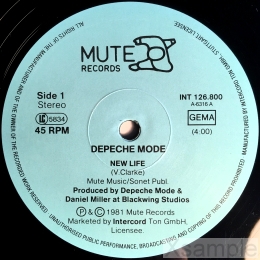 MUTE
RECORDS
Side 1
Stereo
INT 126.800
A-6316 A
LC 5834
GEMA
45 RPM
(4:00)
DEPECHE MODE
NEW LIFE
(V.Clarke)
Mute Music/Sonet Publ.
Produced by Depeche Mode &
Daniel Miller at Blackwing Studios
Ⓟ & © 1981 Mute Records
Marketed by Intercord Ton GmbH.
Licensee.
ALL RIGHTS OF THE MANUFACTURER AND OF THE OWNER OF THE RECORDED WORK RESERVED
UNAUTHORISED PUBLIC PERFORMANCE, BROADCASTING AND COPYING OF THIS RECORD PROHIBITED
sample